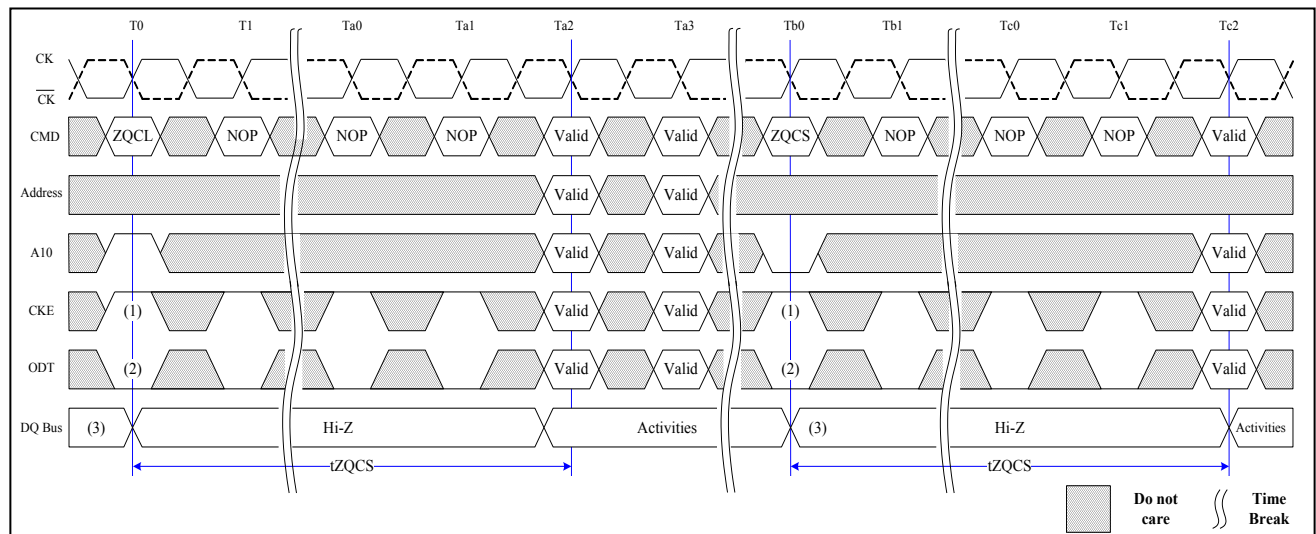 T0 T1 Ta0 Ta1 Ta2 Ta3 Tb0 Tb1 Tc0 Tc1 Tc2
CK
CK
CMD ZQCL NOP NOP NOP Valid Valid ZQCS NOP NOP NOP Valid
Address Valid Valid
A10 Valid Valid Valid
CKE (1) Valid Valid (1) Valid
ODT (2) Valid Valid (2) Valid
DQ Bus (3) Hi-Z Activities (3) Hi-Z Activities
tZQCS tZQCS
Do not care
Time Break